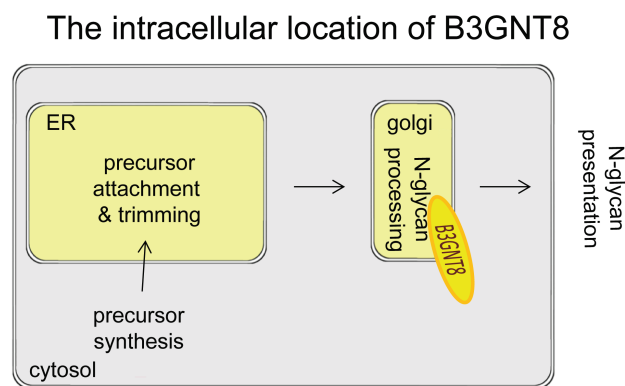 The intracellular location of B3GNT8
ER
precursor
attachment
& trimming
precursor
synthesis
cytosol
golgi
N-glycan
processing
B3GNT8
N-glycan
presentation